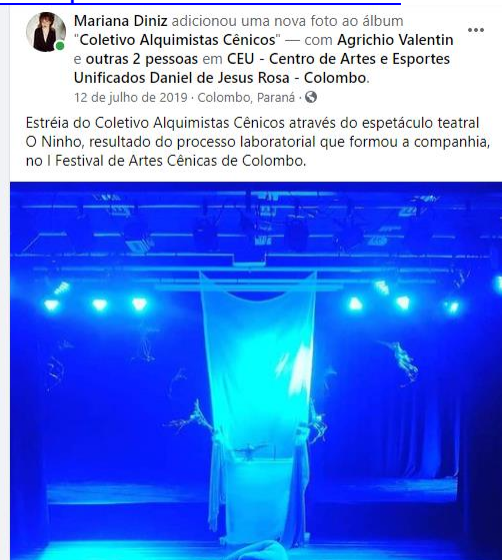 Mariana Diniz adicionou uma nova foto ao álbum
"Coletivo Alquimistas Cênicos" — com Agrichio Valentin
e outras 2 pessoas em CEU - Centro de Artes e Esportes
Unificados Daniel de Jesus Rosa - Colombo.
12 de julho de 2019 · Colombo, Paraná ·
Estréia do Coletivo Alquimistas Cênicos através do espetáculo teatral
O Ninho, resultado do processo laboratorial que formou a companhia,
no I Festival de Artes Cênicas de Colombo.